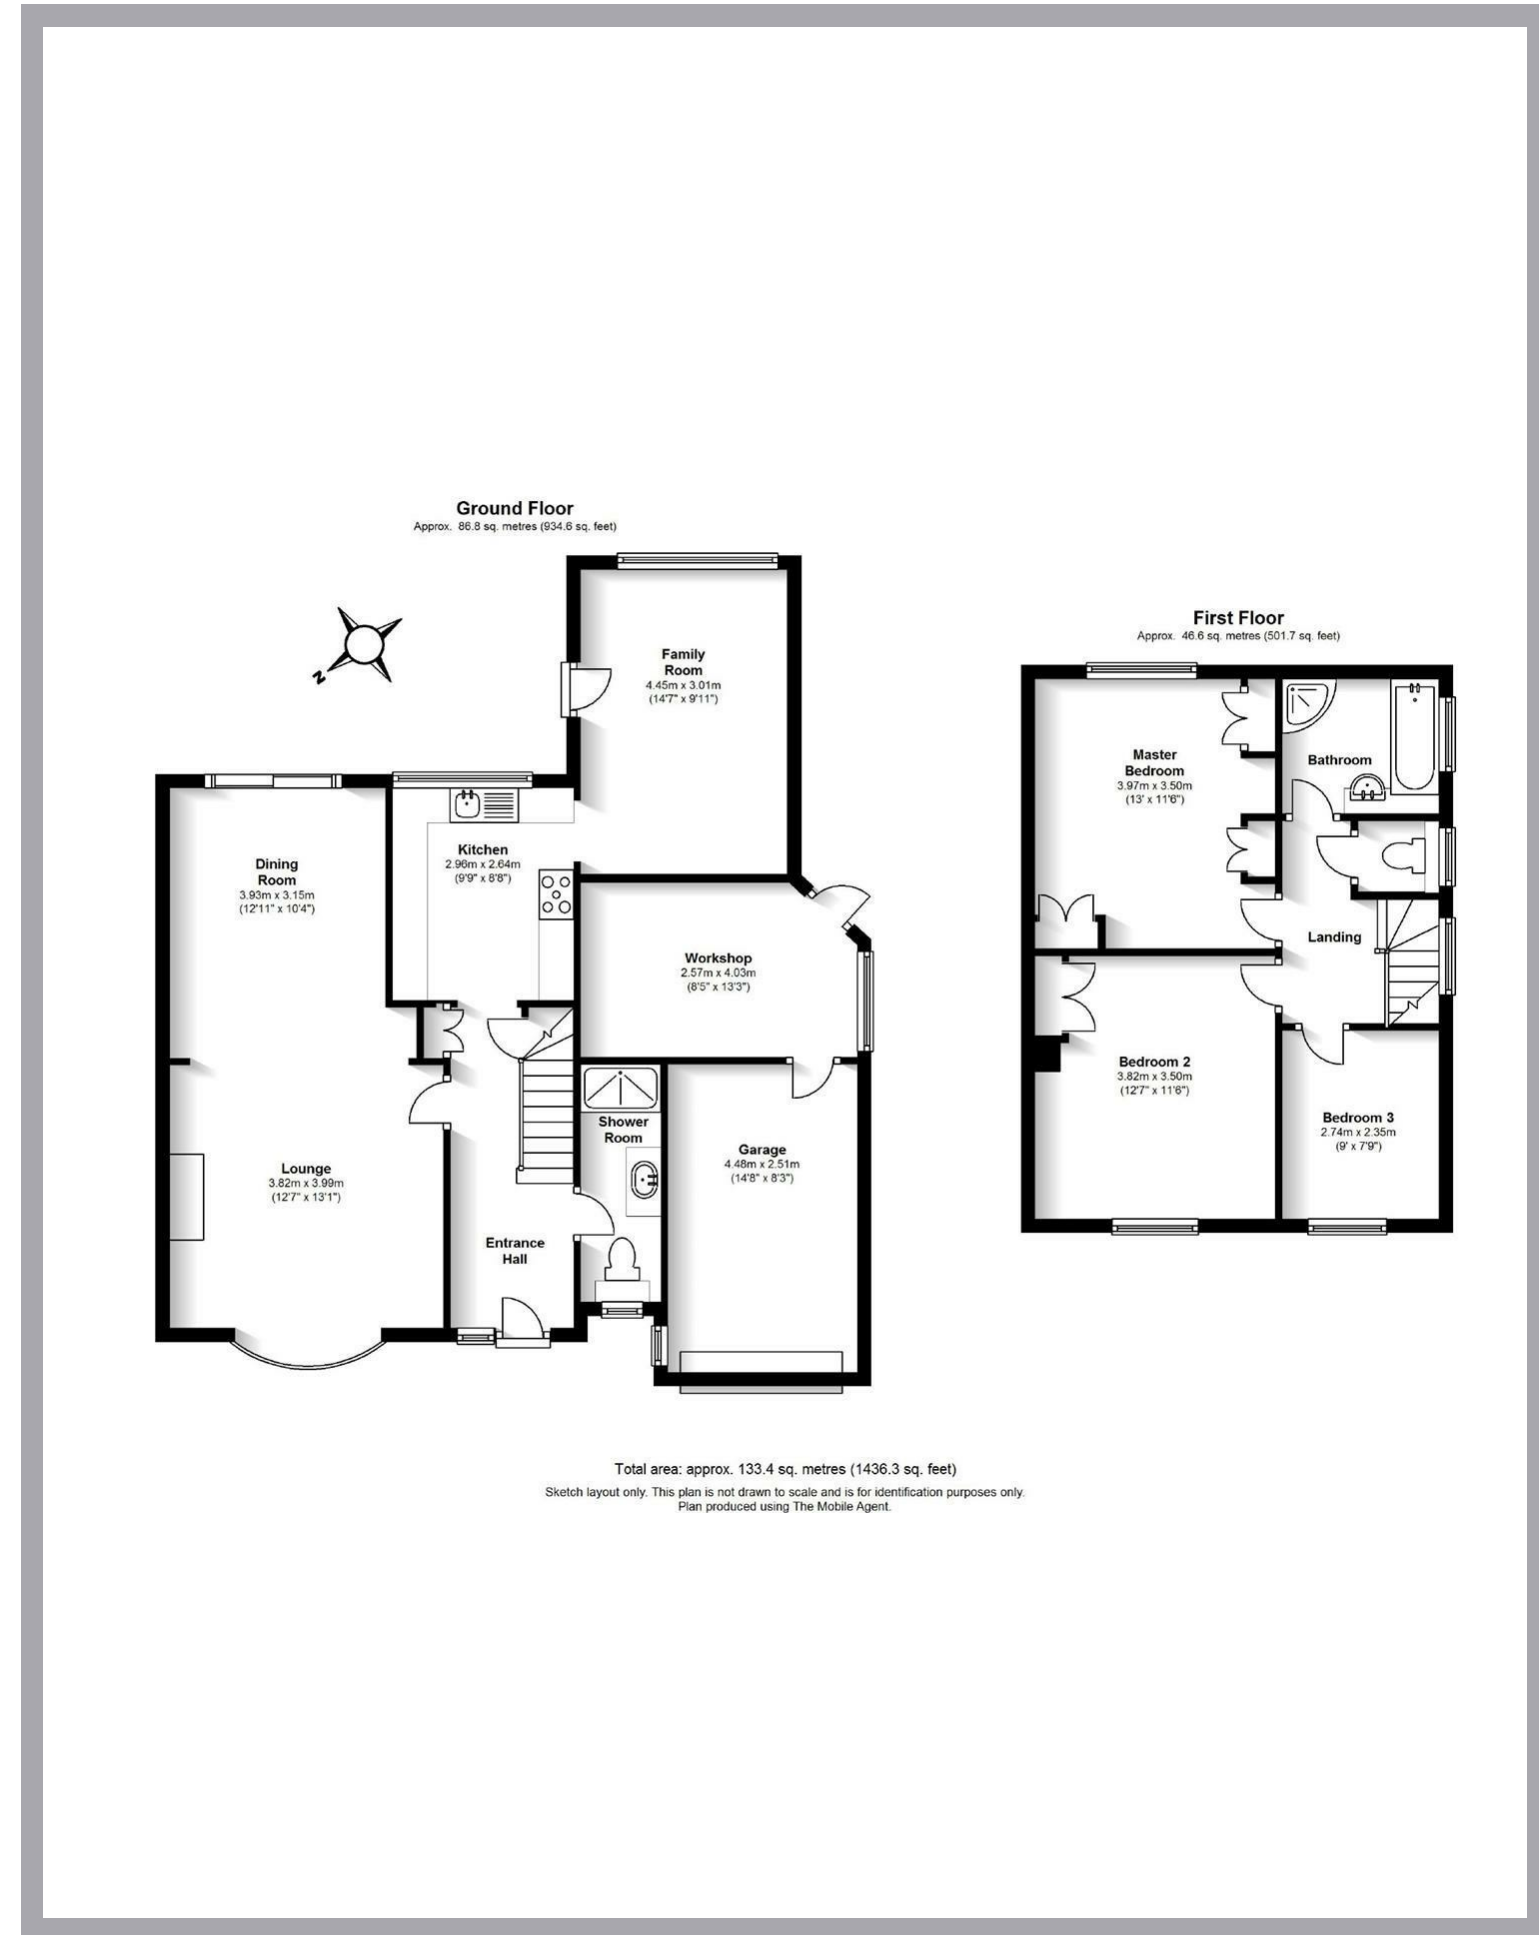 Ground Floor
Approx. 86.8 sq. metres (934.6 sq. feet)
N
Family
Room
4.45m x 3.01m
(14'7" x 9'11")
Dining
Room
3.93m x 3.15m
(12'11" x 10'4")
Kitchen
2.96m x 2.64m
(9'9" x 8'8")
Workshop
2.57m x 4.03m
(8'5" x 13'3")
Shower
Room
Garage
4.48m x 2.51m
(14'8" x 8'3")
Lounge
3.82m x 3.99m
(12'7" x 13'1")
Entrance
Hall
First Floor
Approx. 46.6 sq. metres (501.7 sq. feet)
Master
Bedroom
3.97m x 3.50m
(13' x 11'6")
Bathroom
Landing
Bedroom 2
3.82m x 3.50m
(12'7" x 11'6")
Bedroom 3
2.74m x 2.35m
(9' x 7'9")
Total area: approx. 133.4 sq. metres (1436.3 sq. feet)
Sketch layout only. This plan is not drawn to scale and is for identification purposes only.
Plan produced using The Mobile Agent.